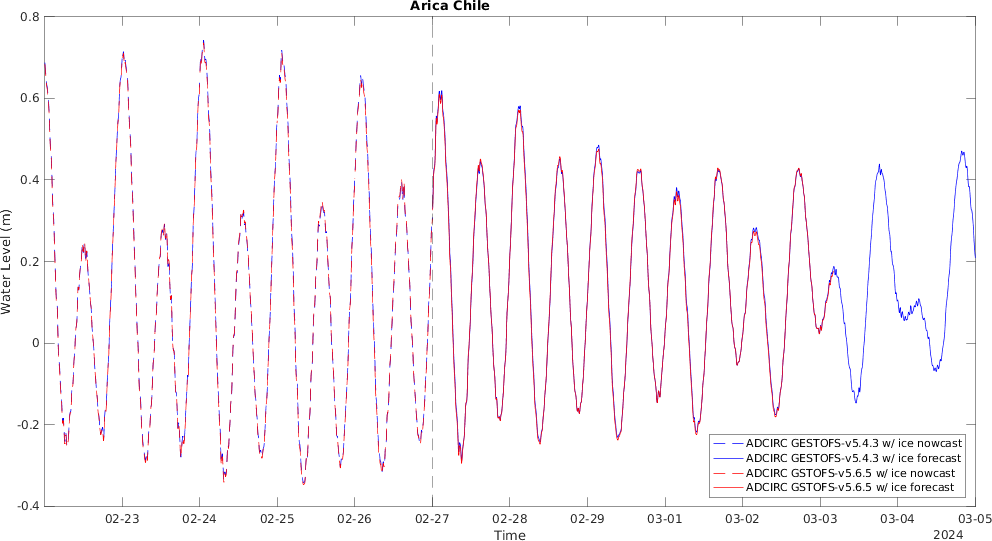 Arica Chile
0.8
0.6
0.4
0.2
0
-0.2
-0.4
Water Level (m)
ADCIRC GESTOFS-v5.4.3 w/ ice nowcast
ADCIRC GESTOFS-v5.4.3 w/ ice forecast
ADCIRC GSTOFS-v5.6.5 w/ ice nowcast
ADCIRC GSTOFS-v5.6.5 w/ ice forecast
02-23 02-24 02-25 02-26 02-27 02-28 02-29 03-01 03-02 03-03 03-04 03-05
Time
2024